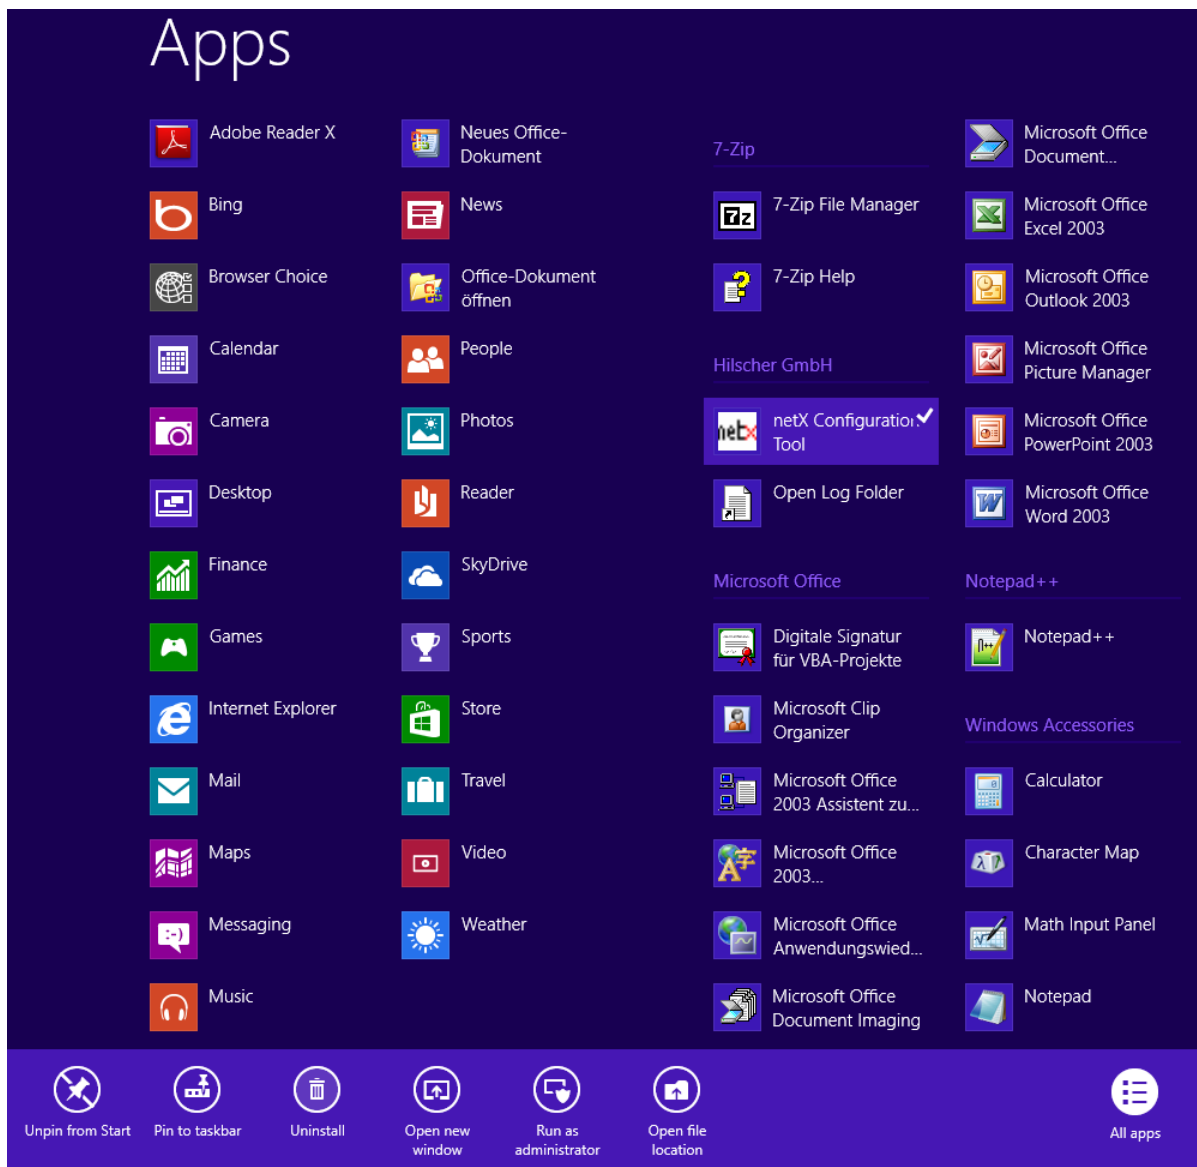 Apps
Adobe Reader X
Bing
Browser Choice
Calendar
Camera
Desktop
Finance
Games
Internet Explorer
Mail
Maps
Messaging
Music
Neues Office-
Dokument
News
Office-Dokument
öffnen
People
Photos
Reader
SkyDrive
Sports
Store
Travel
Video
Weather
7-Zip
7z
7-Zip File Manager
7-Zip Help
Hilscher GmbH
netX
netX Configuration
Tool
Open Log Folder
Microsoft Office
Digitale Signatur
für VBA-Projekte
Microsoft Clip
Organizer
Microsoft Office
2003 Assistent zu...
Microsoft Office
2003...
Microsoft Office
Anwendungswied...
Microsoft Office
Document Imaging
Microsoft Office
Document...
Microsoft Office
Excel 2003
Microsoft Office
Outlook 2003
Microsoft Office
Picture Manager
Microsoft Office
PowerPoint 2003
Microsoft Office
Word 2003
Notepad++
Notepad++
Windows Accessories
Calculator
Character Map
Math Input Panel
Notepad
Unpin from Start
Pin to taskbar
Uninstall
Open new
window
Run as
administrator
Open file
location
All apps